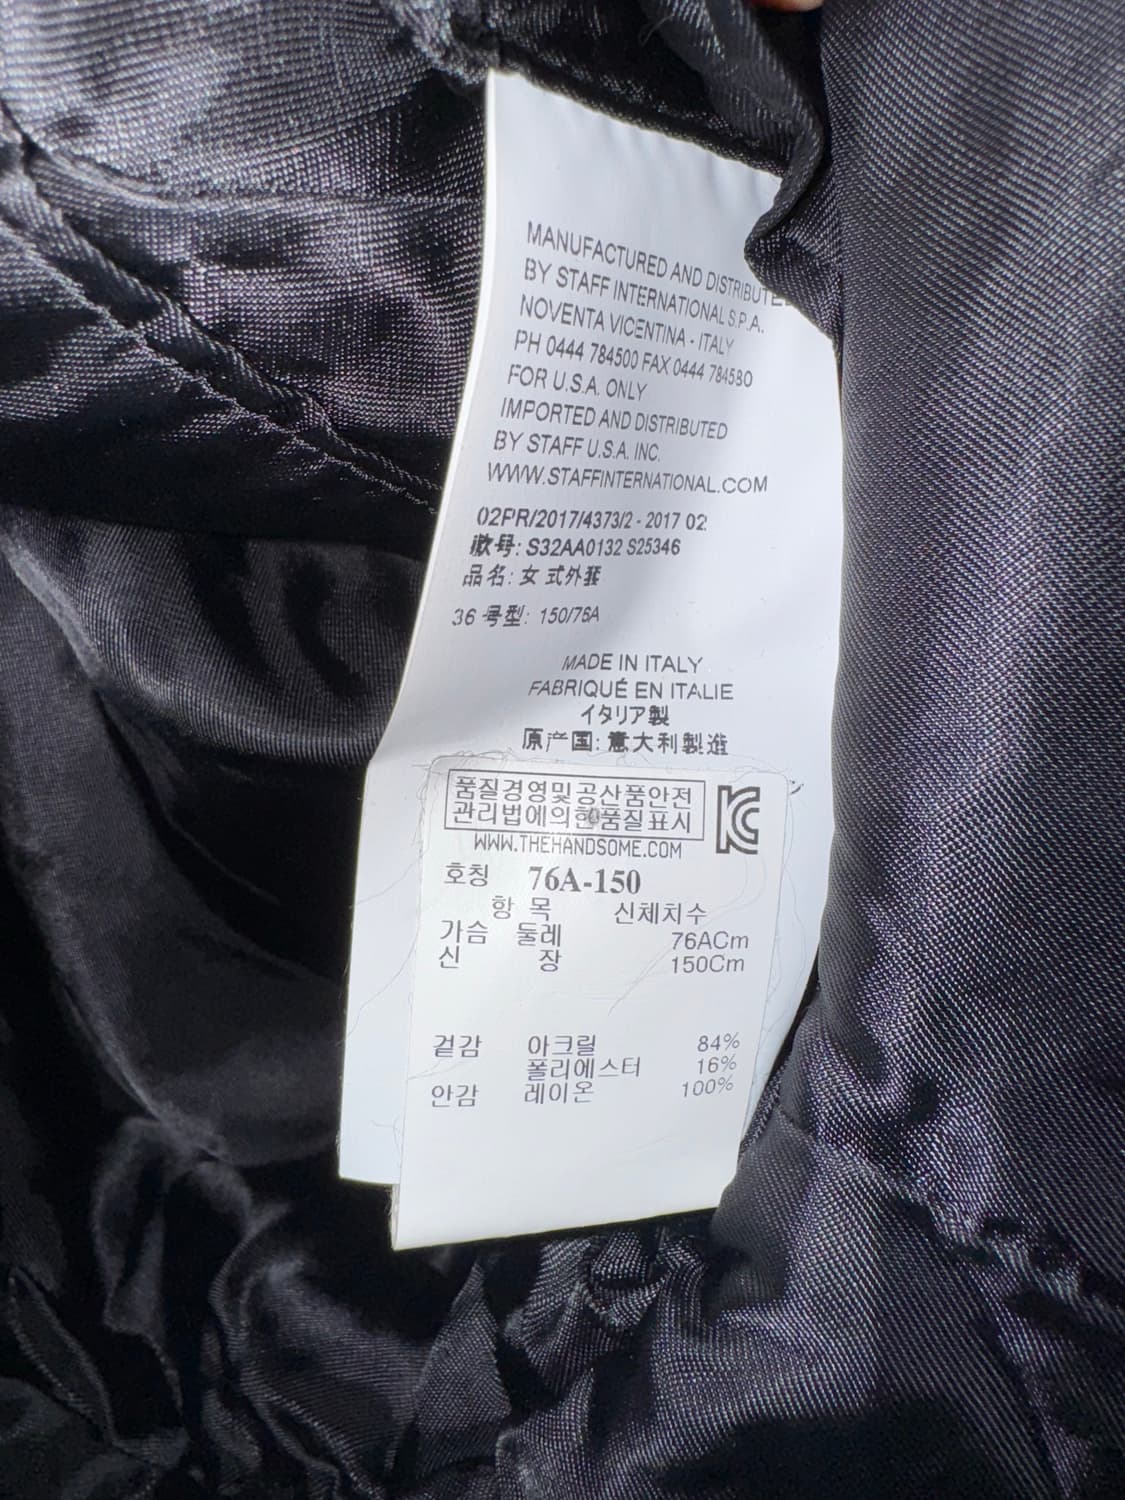 MANUFACTURED AND DISTRIBUTE
BY STAFF INTERNATIONAL S.P.A.
NOVENTA VICENTINA - ITALY
PH 0444 784500 FAX 0444 784580
FOR U.S.A. ONLY
IMPORTED AND DISTRIBUTED
BY STAFF U.S.A. INC.
WWW.STAFFINTERNATIONAL.COM
02PR/2017/4373/2 - 2017 02
款号: S32AA0132 S25346
品名: 女式外套
36 号型: 150/76A
MADE IN ITALY
FABRIQUÉ EN ITALIE
イタリア製
原产国: 意大利製造
품질경영및공산품안전
관리법에의한품질표시
WWW.THEHANDSOME.COM
호칭 76A-150
항 목 신체치수
가슴 둘레 76ACm
신 장 150Cm
겉감 아크릴 84%
폴리에스터 16%
안감 레이온 100%